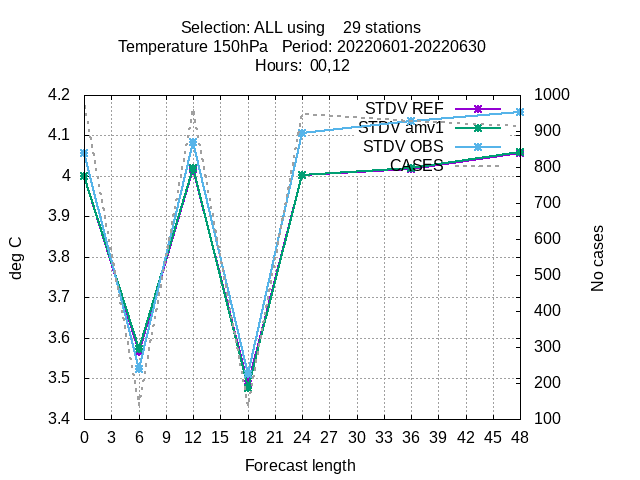 Selection: ALL using    29 stations
Temperature 150hPa   Period: 20220601-20220630
Hours:  00,12
STDV REF
STDV amv1
STDV OBS
CASES
4.2
4.1
4
3.9
3.8
3.7
3.6
3.5
3.4
deg C
1000
900
800
700
600
500
400
300
200
100
No cases
0 3 6 9 12 15 18 21 24 27 30 33 36 39 42 45 48
Forecast length